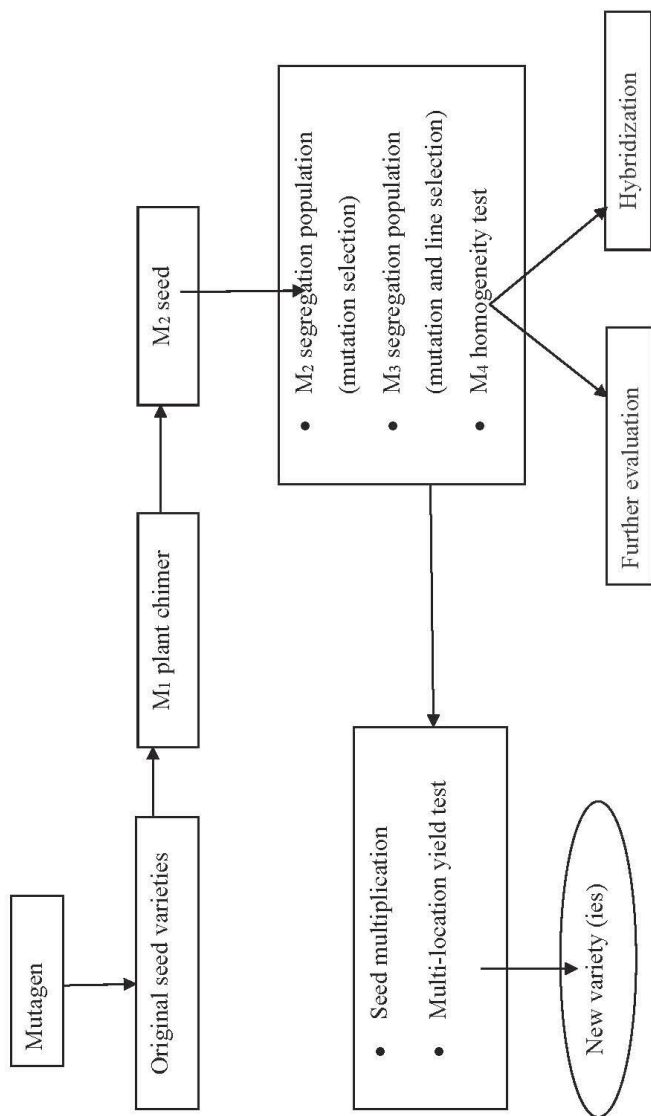 Mutagen
Original seed varieties
M₁ plant chimer
M₂ seed
• M₂ segregation population
(mutation selection)
• M₃ segregation population
(mutation and line selection)
• M₄ homogeneity test
Further evaluation
Hybridization
• Seed multiplication
• Multi-location yield test
New variety (ies)